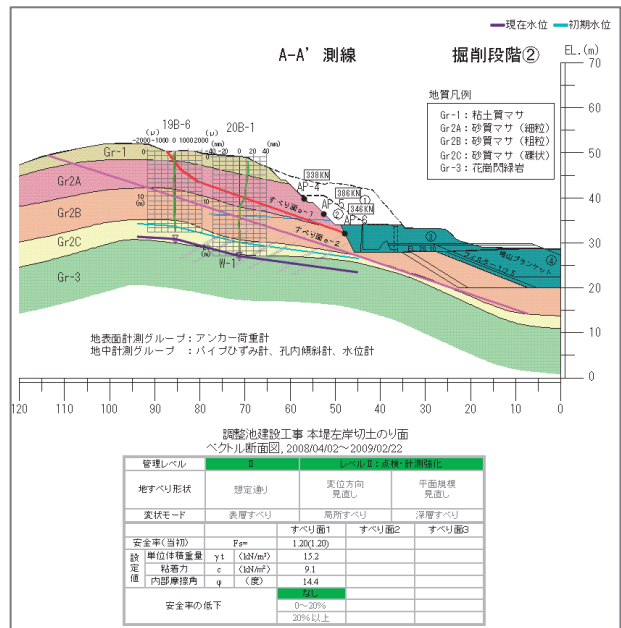 現在水位 初期水位
A-A' 測線 掘削段階②
EL.(m)
70
60
50
40
30
20
10
0
地質凡例
Gr-1：粘土質マサ
Gr2A：砂質マサ（細粒）
Gr2B：砂質マサ（粗粒）
Gr2C：砂質マサ（礫状）
Gr-3：花崗閃緑岩
19B-6
20B-1
(μ) (μ) (mm) (mm)
Gr-1
Gr2A
Gr2B
Gr2C
Gr-3
338KN
AP-4
386KN
①
AP-5
②
346KN
AP-6
すべり面a-1
すべり面a-2
③
④
W-1
地表面計測グループ：アンカー荷重計
地中計測グループ：パイプひずみ計、孔内傾斜計、水位計
120 110 100 90 80 70 60 50 40 30 20 10 0
調整池建設工事 本堤左岸切土のり面
ベクトル断面図, 2008/04/02～2009/02/22
管理レベル Ⅱ レベルⅡ：点検・計測強化
地すべり形状 想定通り 変位方向見直し 平面規模見直し
変状モード 表層すべり 局所すべり 深層すべり
すべり面1 すべり面2 すべり面3
安全率(当初) Fs= 1.20(1.20)
設定値 単位体積重量 γt (kN/m³) 15.2
粘着力 c (kN/m²) 9.1
内部摩擦角 φ (度) 14.4
安全率の低下 なし
0～20%
20%以上